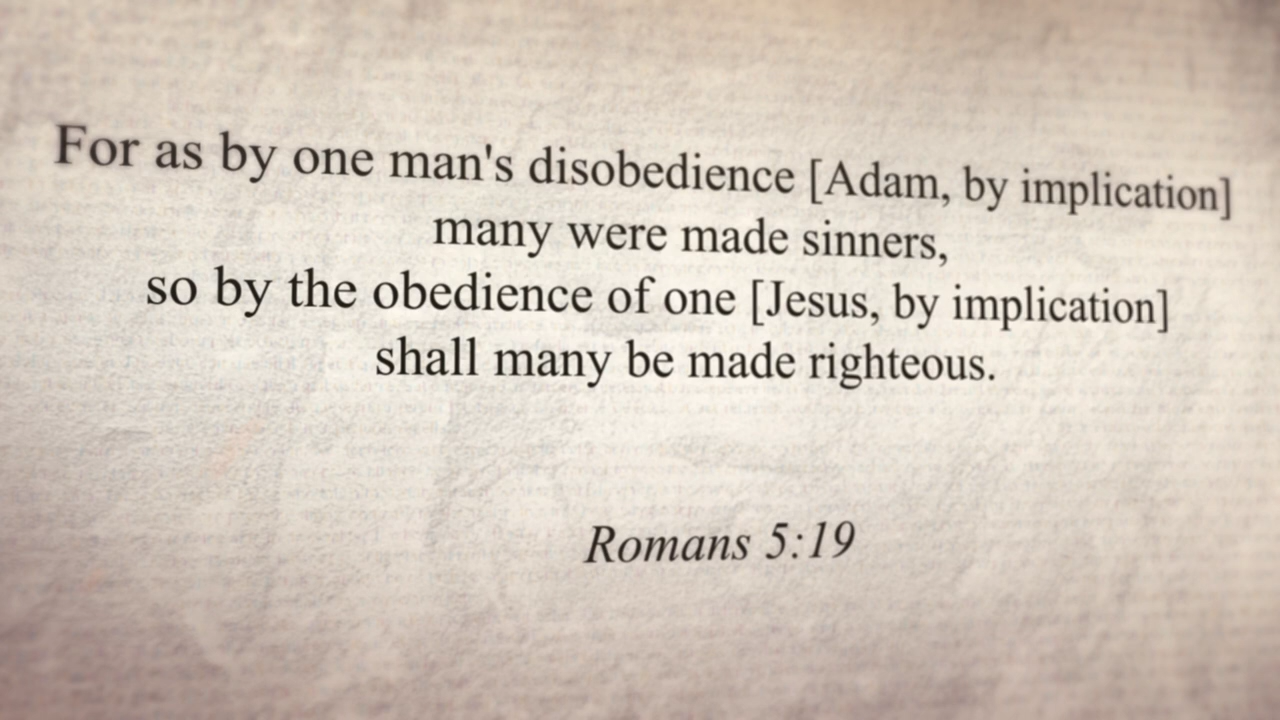 For as by one man's disobedience [Adam, by implication]
many were made sinners,
so by the obedience of one [Jesus, by implication]
shall many be made righteous.
Romans 5:19